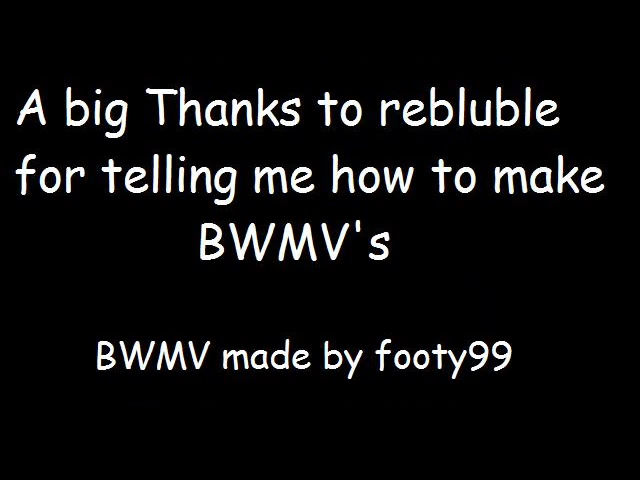 A big Thanks to rebluble
for telling me how to make
BWMV's
BWMV made by footy99